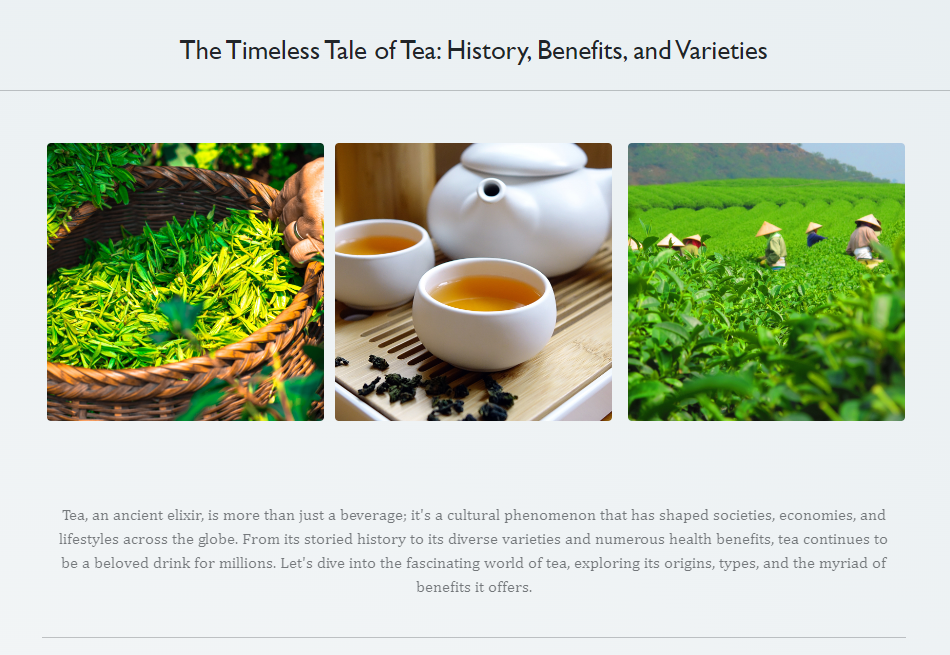 The Timeless Tale of Tea: History, Benefits, and Varieties
Tea, an ancient elixir, is more than just a beverage; it's a cultural phenomenon that has shaped societies, economies, and
lifestyles across the globe. From its storied history to its diverse varieties and numerous health benefits, tea continues to
be a beloved drink for millions. Let's dive into the fascinating world of tea, exploring its origins, types, and the myriad of
benefits it offers.